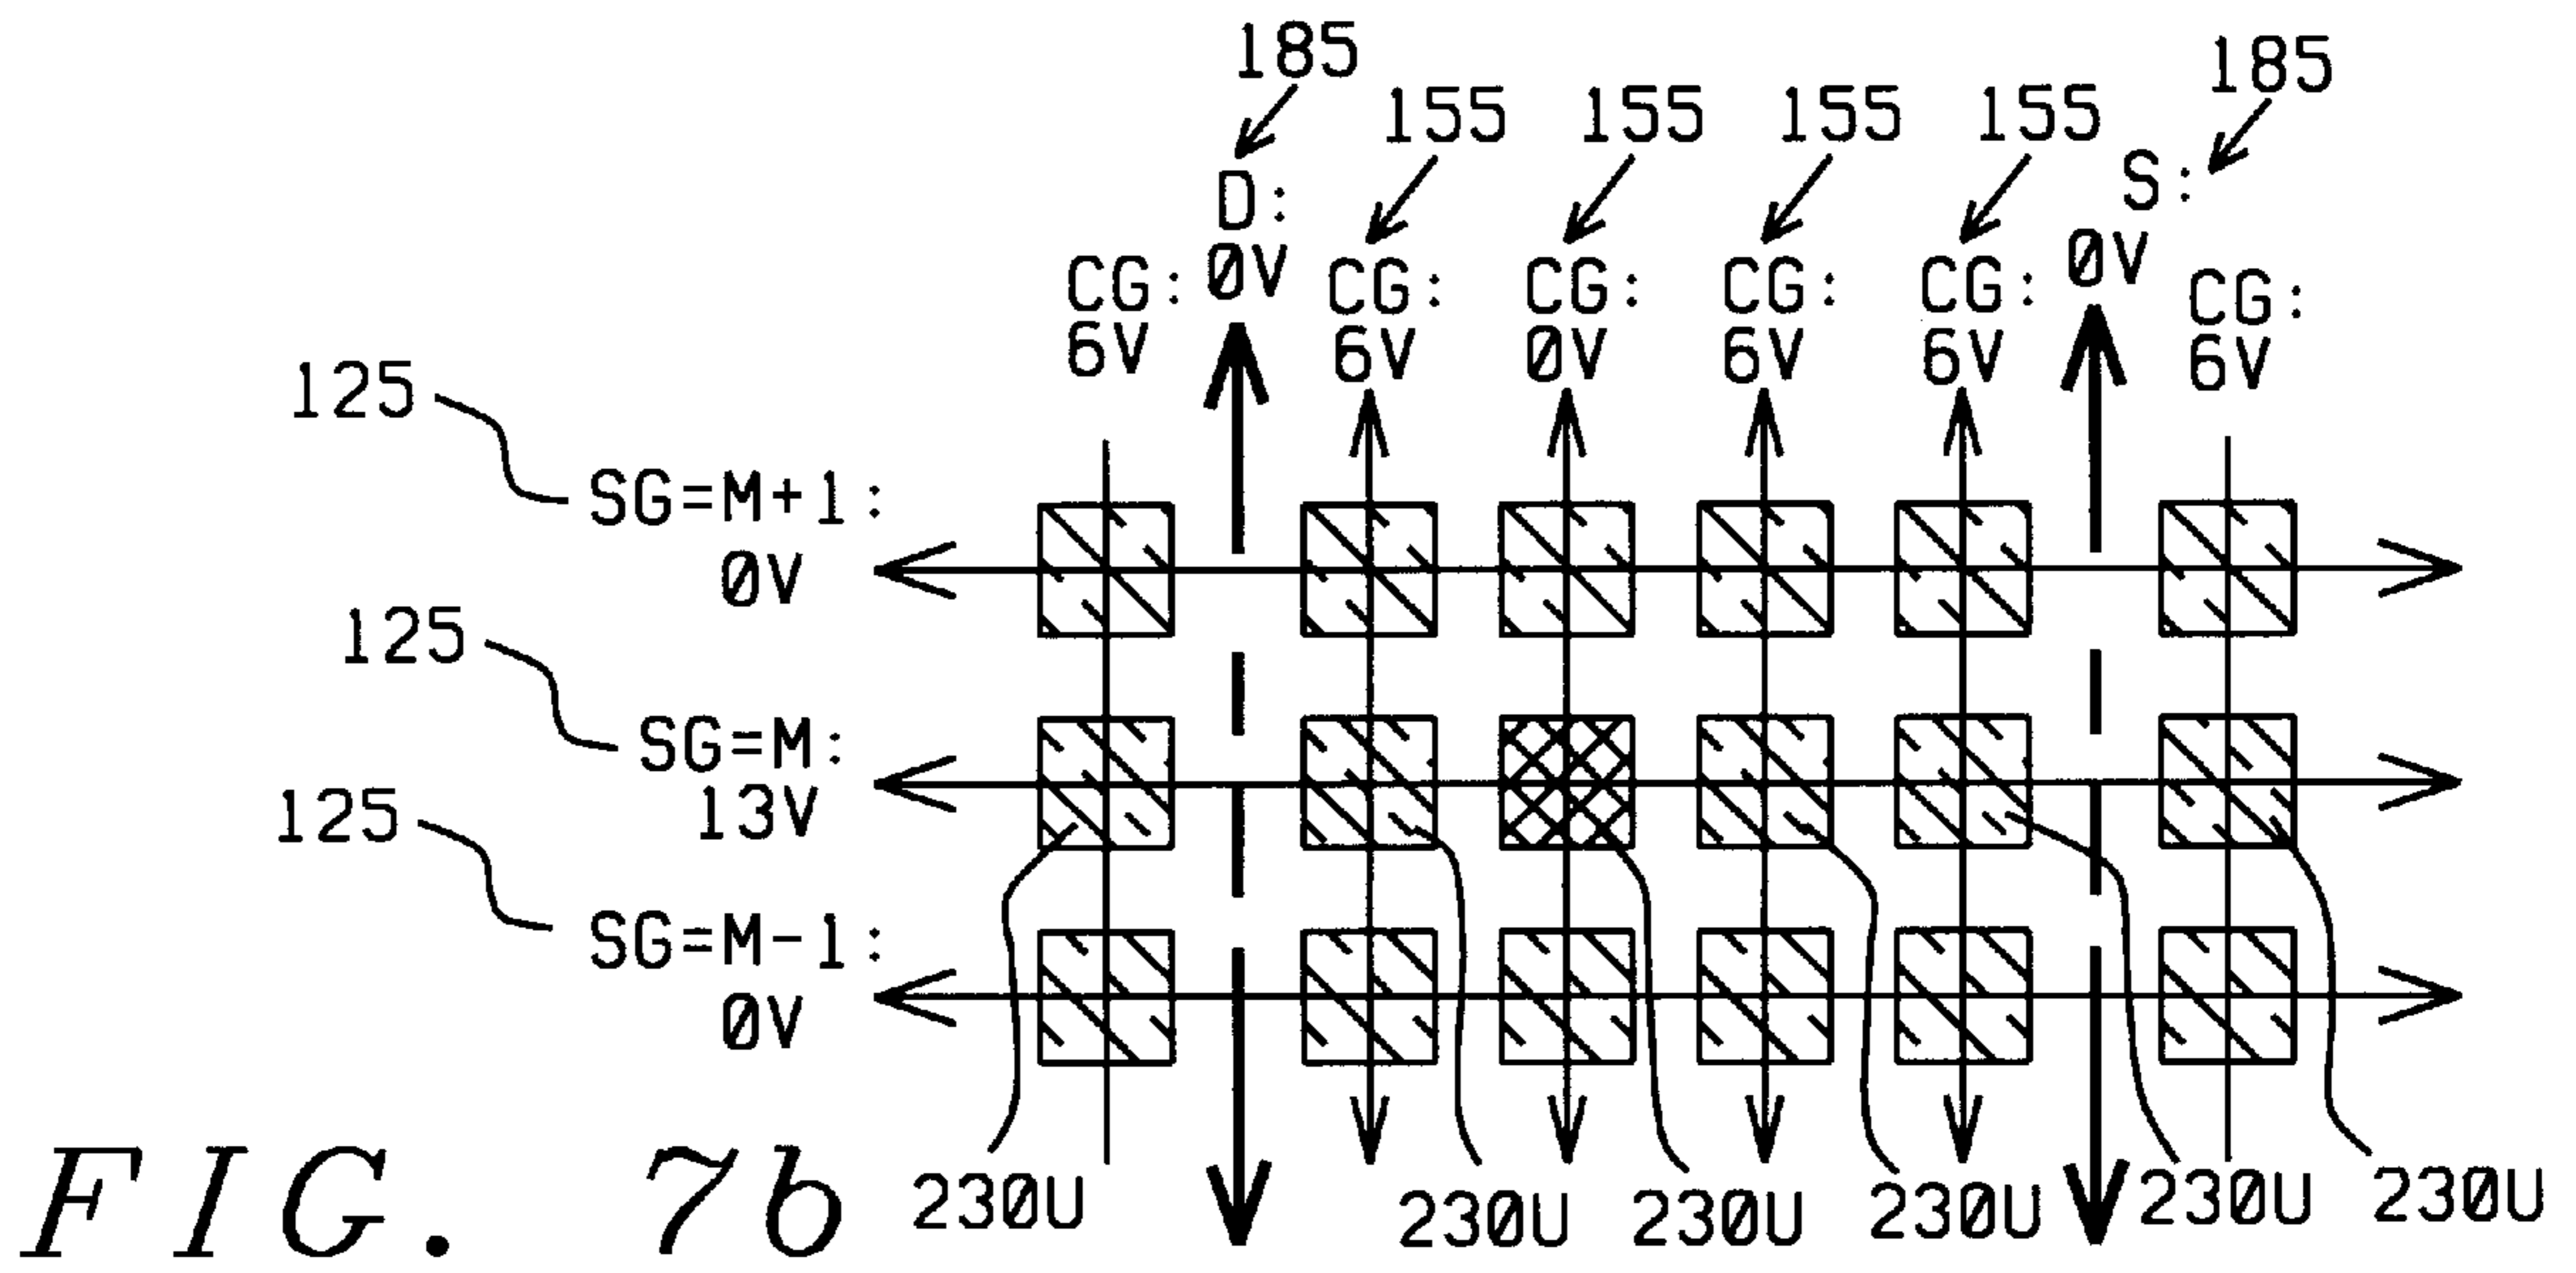 185 185
155 155 155 155
D: S:
CG: 0V CG: CG: CG: CG: 0V CG:
6V 6V 0V 6V 6V 6V
125
SG=M+1:
0V
125
SG=M:
13V
125
SG=M-1:
0V
230U 230U 230U 230U 230U 230U
FIG. 7b